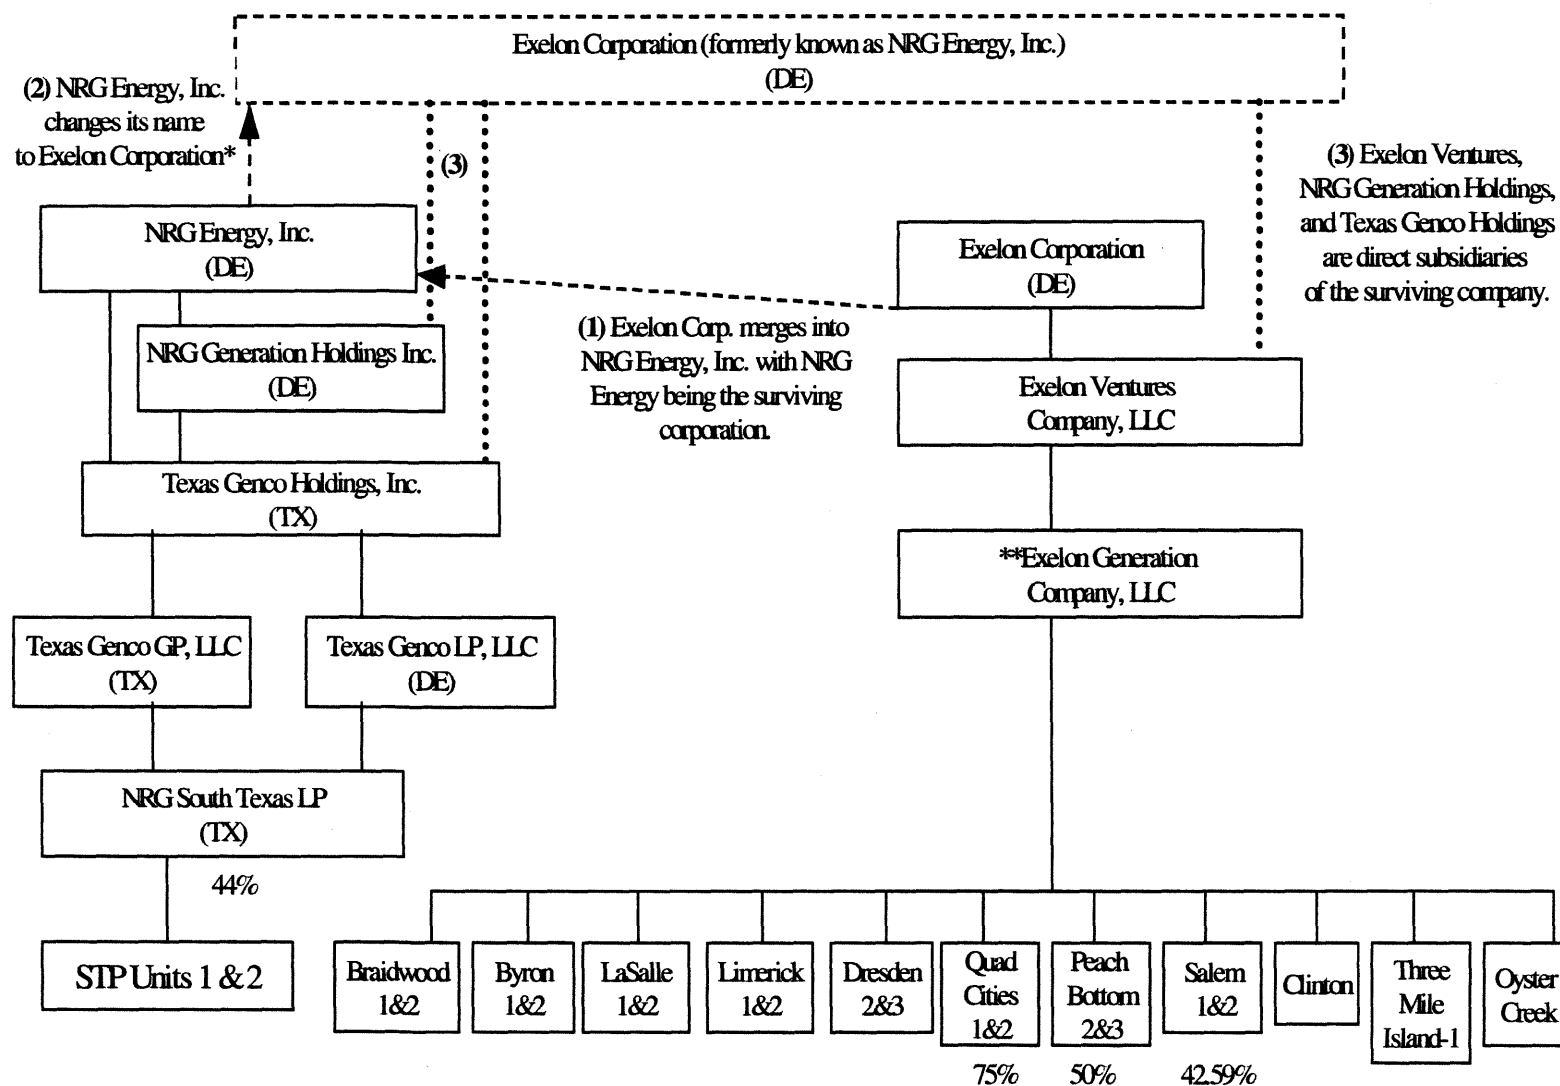 Exelon Corporation (formerly known as NRG Energy, Inc.)
(DE)
(2) NRG Energy, Inc.
changes its name
to Exelon Corporation*
(3)
(3) Exelon Ventures,
NRG Generation Holdings,
and Texas Genco Holdings
are direct subsidiaries
of the surviving company.
NRG Energy, Inc.
(DE)
Exelon Corporation
(DE)
(1) Exelon Corp. merges into
NRG Energy, Inc. with NRG
Energy being the surviving
corporation.
NRG Generation Holdings Inc.
(DE)
Exelon Ventures
Company, LLC
Texas Genco Holdings, Inc.
(TX)
**Exelon Generation
Company, LLC
Texas Genco GP, LLC
(TX)
Texas Genco LP, LLC
(DE)
NRG South Texas LP
(TX)
44%
STP Units 1 & 2
Braidwood
1&2
Byron
1&2
LaSalle
1&2
Limerick
1&2
Dresden
2&3
Quad
Cities
1&2
75%
Peach
Bottom
2&3
50%
Salem
1&2
42.59%
Clinton
Three
Mile
Island-1
Oyster
Creek